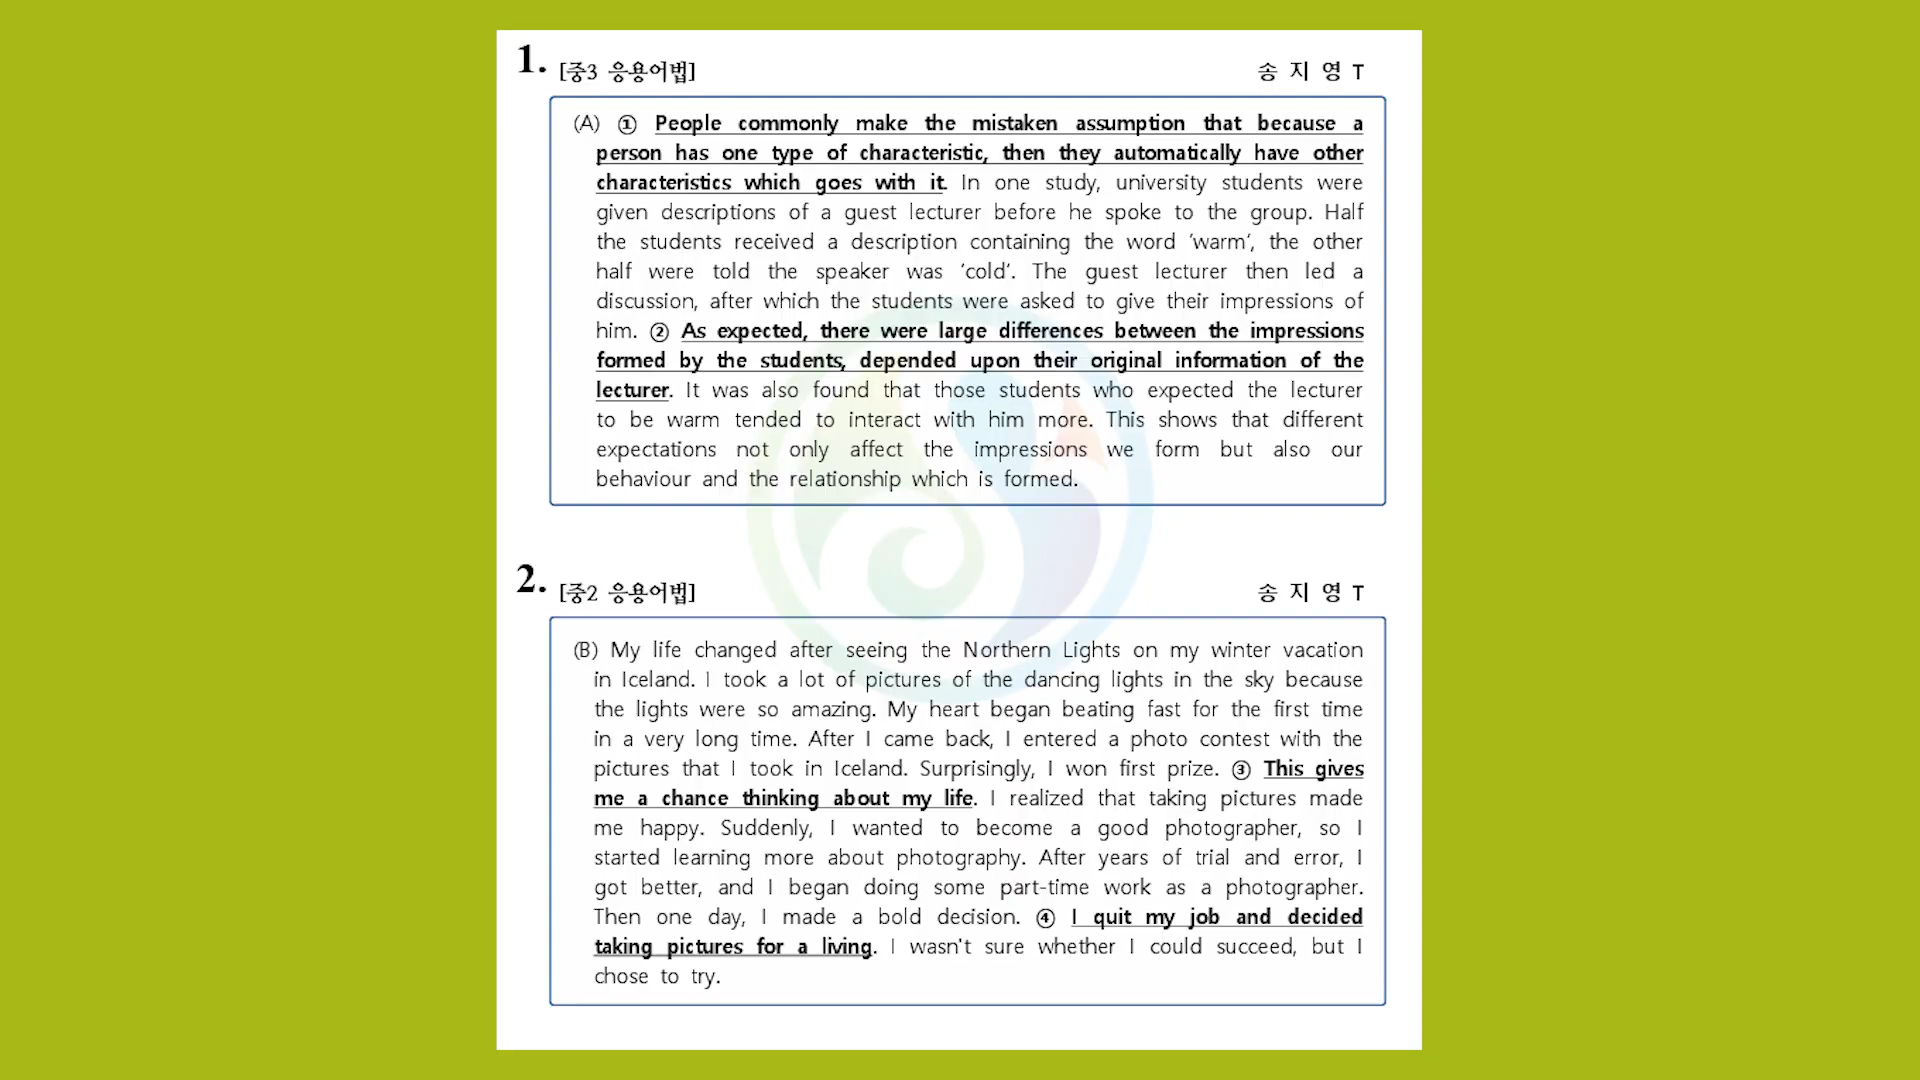 1. [중3 응용어법] 송 지 영 T
(A) ① People commonly make the mistaken assumption that because a
person has one type of characteristic, then they automatically have other
characteristics which goes with it. In one study, university students were
given descriptions of a guest lecturer before he spoke to the group. Half
the students received a description containing the word 'warm', the other
half were told the speaker was 'cold'. The guest lecturer then led a
discussion, after which the students were asked to give their impressions of
him. ② As expected, there were large differences between the impressions
formed by the students, depended upon their original information of the
lecturer. It was also found that those students who expected the lecturer
to be warm tended to interact with him more. This shows that different
expectations not only affect the impressions we form but also our
behaviour and the relationship which is formed.
2. [중2 응용어법] 송 지 영 T
(B) My life changed after seeing the Northern Lights on my winter vacation
in Iceland. I took a lot of pictures of the dancing lights in the sky because
the lights were so amazing. My heart began beating fast for the first time
in a very long time. After I came back, I entered a photo contest with the
pictures that I took in Iceland. Surprisingly, I won first prize. ③ This gives
me a chance thinking about my life. I realized that taking pictures made
me happy. Suddenly, I wanted to become a good photographer, so I
started learning more about photography. After years of trial and error, I
got better, and I began doing some part-time work as a photographer.
Then one day, I made a bold decision. ④ I quit my job and decided
taking pictures for a living. I wasn't sure whether I could succeed, but I
chose to try.